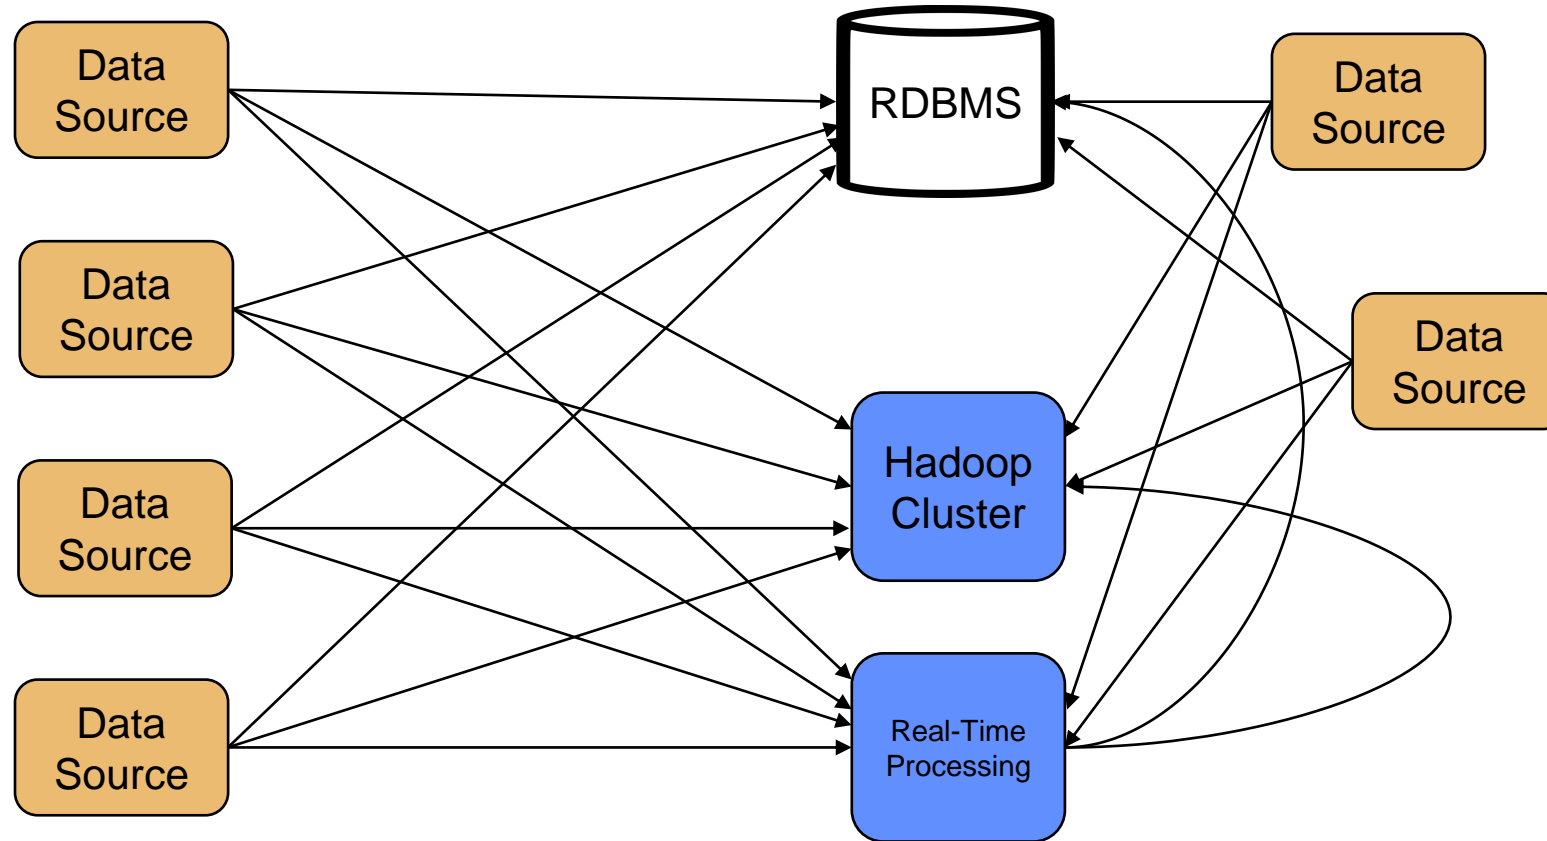 Data
Source
RDBMS
Data
Source
Data
Source
Data
Source
Hadoop
Cluster
Data
Source
Data
Source
Real-Time
Processing